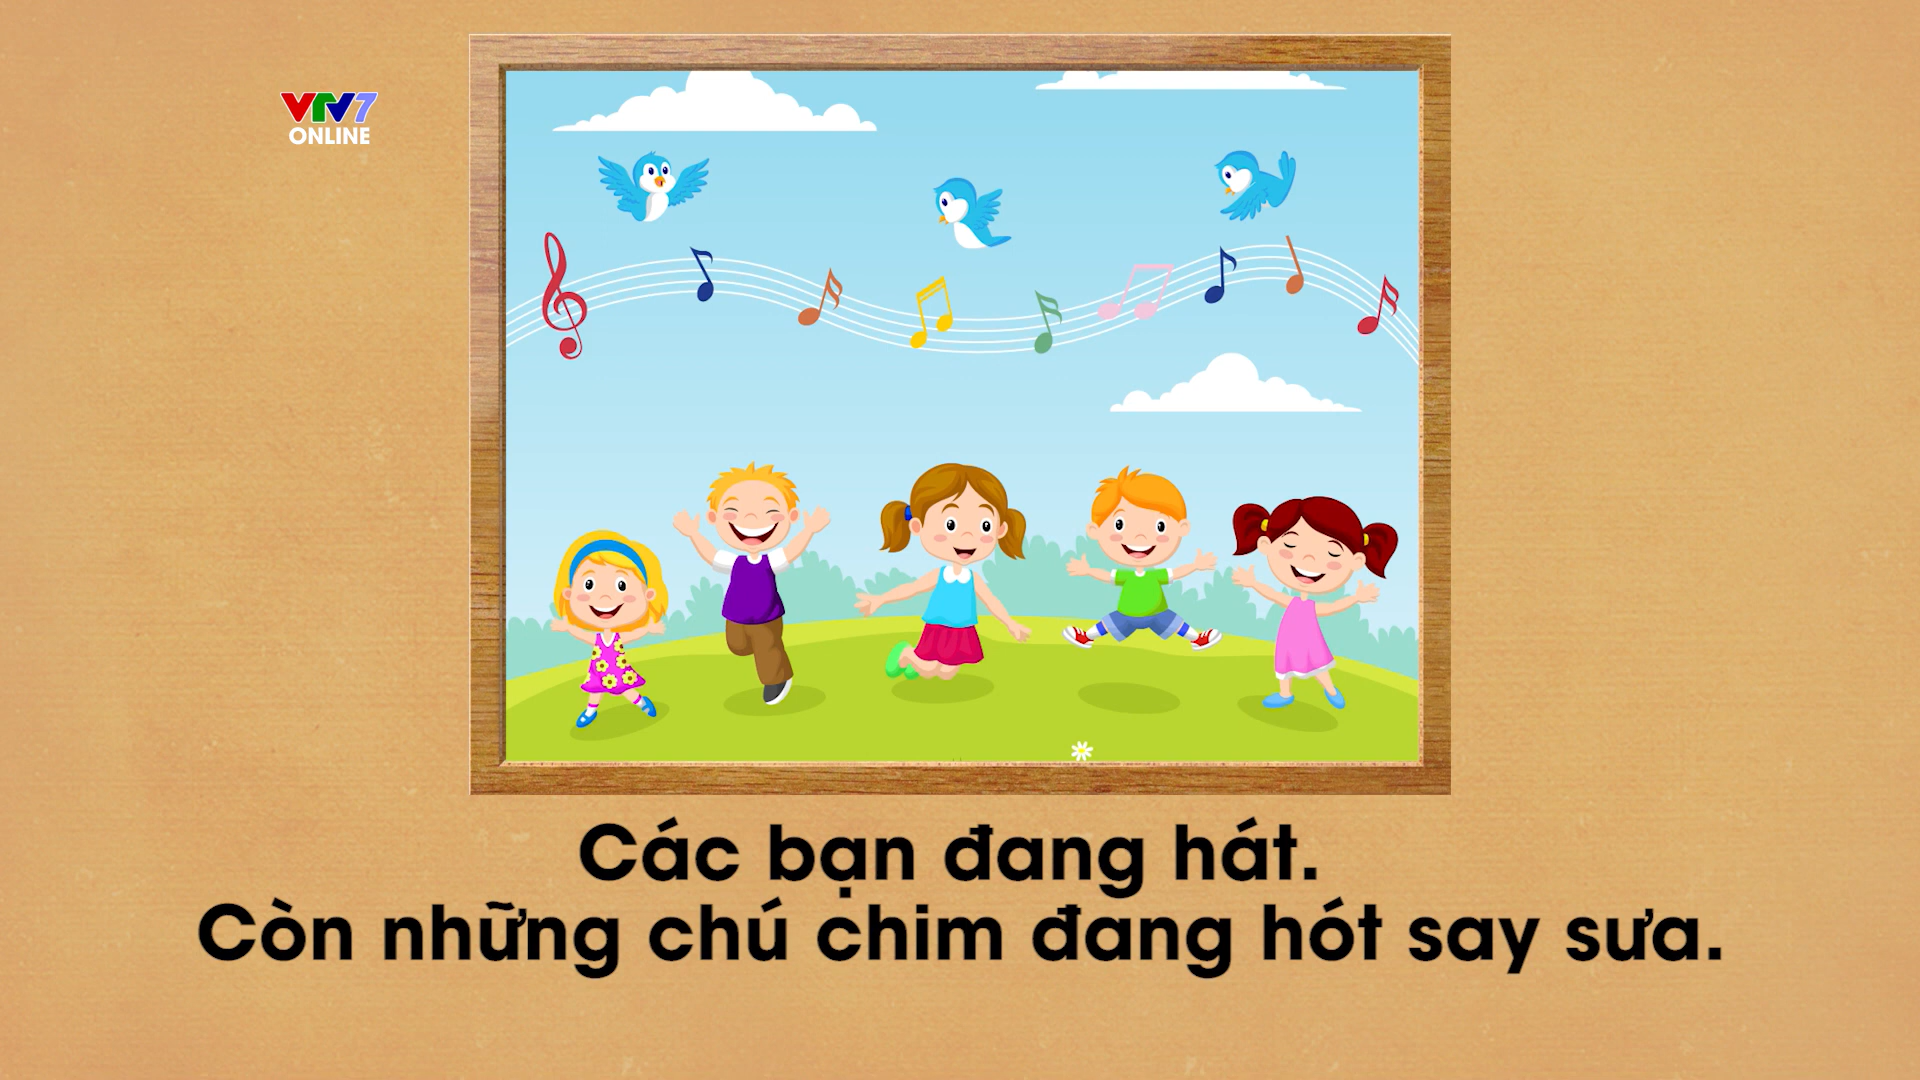 VTV7
ONLINE
Các bạn đang hát.
Còn những chú chim đang hót say sưa.